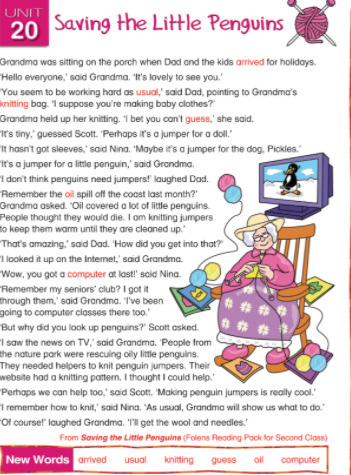 UNIT
20
Saving the Little Penguins
Grandma was sitting on the porch when Dad and the kids arrived for holidays.
'Hello everyone,' said Grandma. 'It's lovely to see you.'
'You seem to be working hard as usual,' said Dad, pointing to Grandma's
knitting bag. 'I suppose you're making baby clothes?'
Grandma held up her knitting. 'I bet you can't guess,' she said.
'It's tiny,' guessed Scott. 'Perhaps it's a jumper for a doll.'
'It hasn't got sleeves,' said Nina. 'Maybe it's a jumper for the dog, Pickles.'
'It's a jumper for a little penguin,' said Grandma.
'I don't think penguins need jumpers!' laughed Dad.
'Remember the oil spill off the coast last month?'
Grandma asked. 'Oil covered a lot of little penguins.
People thought they would die. I am knitting jumpers
to keep them warm until they are cleaned up.'
'That's amazing,' said Dad. 'How did you get into that?'
'I looked it up on the Internet,' said Grandma.
'Wow, you got a computer at last!' said Nina.
'Remember my seniors' club? I got it
through them,' said Grandma. 'I've been
going to computer classes there too.'
'But why did you look up penguins?' Scott asked.
'I saw the news on TV,' said Grandma. 'People from
the nature park were rescuing oily little penguins.
They needed helpers to knit penguin jumpers. Their
website had a knitting pattern. I thought I could help.'
'Perhaps we can help too,' said Scott. 'Making penguin jumpers is really cool.'
'I remember how to knit,' said Nina. 'As usual, Grandma will show us what to do.'
'Of course!' laughed Grandma. 'I'll get the wool and needles.'
From Saving the Little Penguins (Folens Reading Pack for Second Class)
New Words arrived usual knitting guess oil computer